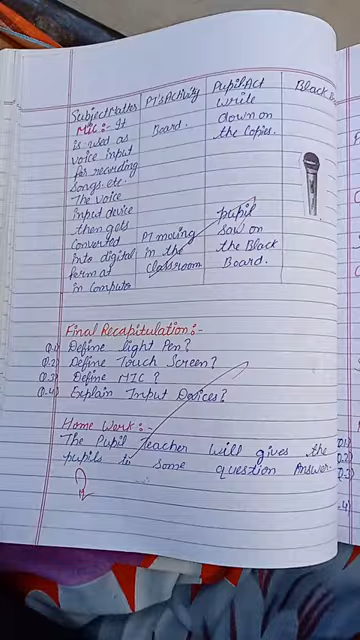 Subject Matter PT's Activity Pupil Act Black
MIC:- It
is used as
voice input
for recording
Songs etc.
The voice
input device
then gets
converted
into digital
format
in computer
Board.
PT moving
in the
classroom
write
down on
the Copies.
pupil
saw on
the Black
Board.
Final Recapitulation:-
Q.1) Define light Pen?
Q.2) Define Touch Screen?
Q.3) Define MIC?
Q.4) Explain Input Devices?
Home Work:-
The Pupil Teacher will gives the
pupils to some question Answer.
Q.1)
Q.2)
Q.3)